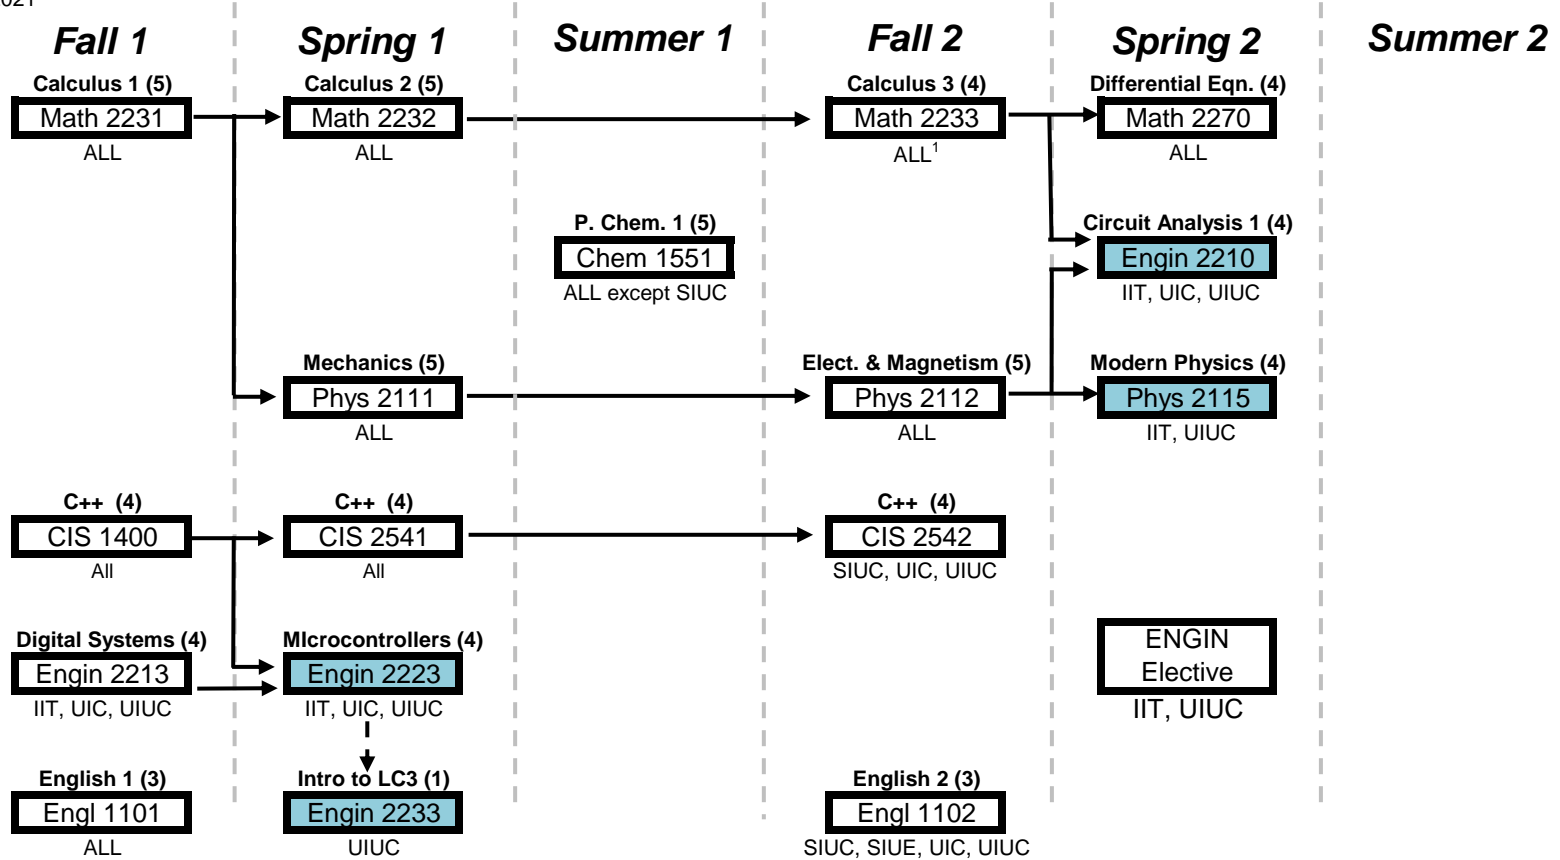 2021
Fall 1 Spring 1 Summer 1 Fall 2 Spring 2 Summer 2
Calculus 1 (5) Calculus 2 (5) Calculus 3 (4) Differential Eqn. (4)
Math 2231 Math 2232 Math 2233 Math 2270
ALL ALL ALL¹ ALL
P. Chem. 1 (5) Circuit Analysis 1 (4)
Chem 1551 Engin 2210
ALL except SIUC IIT, UIC, UIUC
Mechanics (5) Elect. & Magnetism (5) Modern Physics (4)
Phys 2111 Phys 2112 Phys 2115
ALL ALL IIT, UIUC
C++ (4) C++ (4) C++ (4)
CIS 1400 CIS 2541 CIS 2542
All All SIUC, UIC, UIUC
Digital Systems (4) MIcrocontrollers (4) ENGIN
Engin 2213 Engin 2223 Elective
IIT, UIC, UIUC IIT, UIC, UIUC IIT, UIUC
English 1 (3) Intro to LC3 (1) English 2 (3)
Engl 1101 Engin 2233 Engl 1102
ALL UIUC SIUC, SIUE, UIC, UIUC